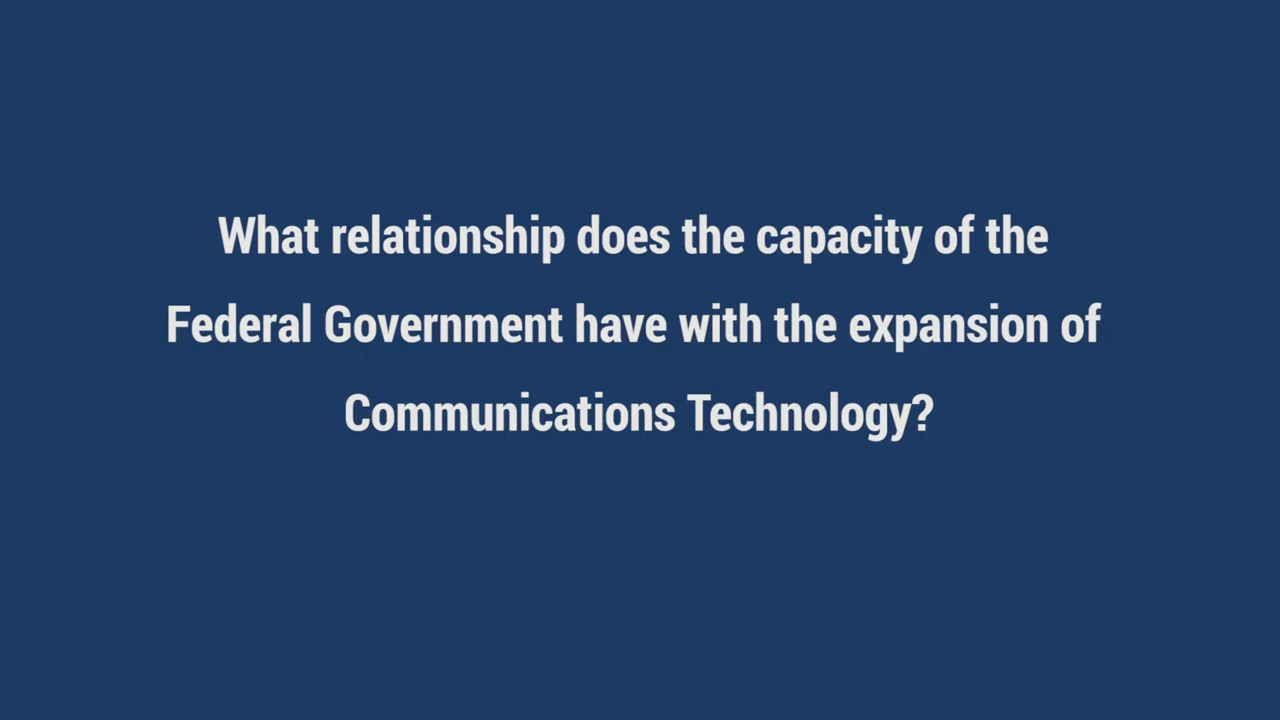 What relationship does the capacity of the
Federal Government have with the expansion of
Communications Technology?